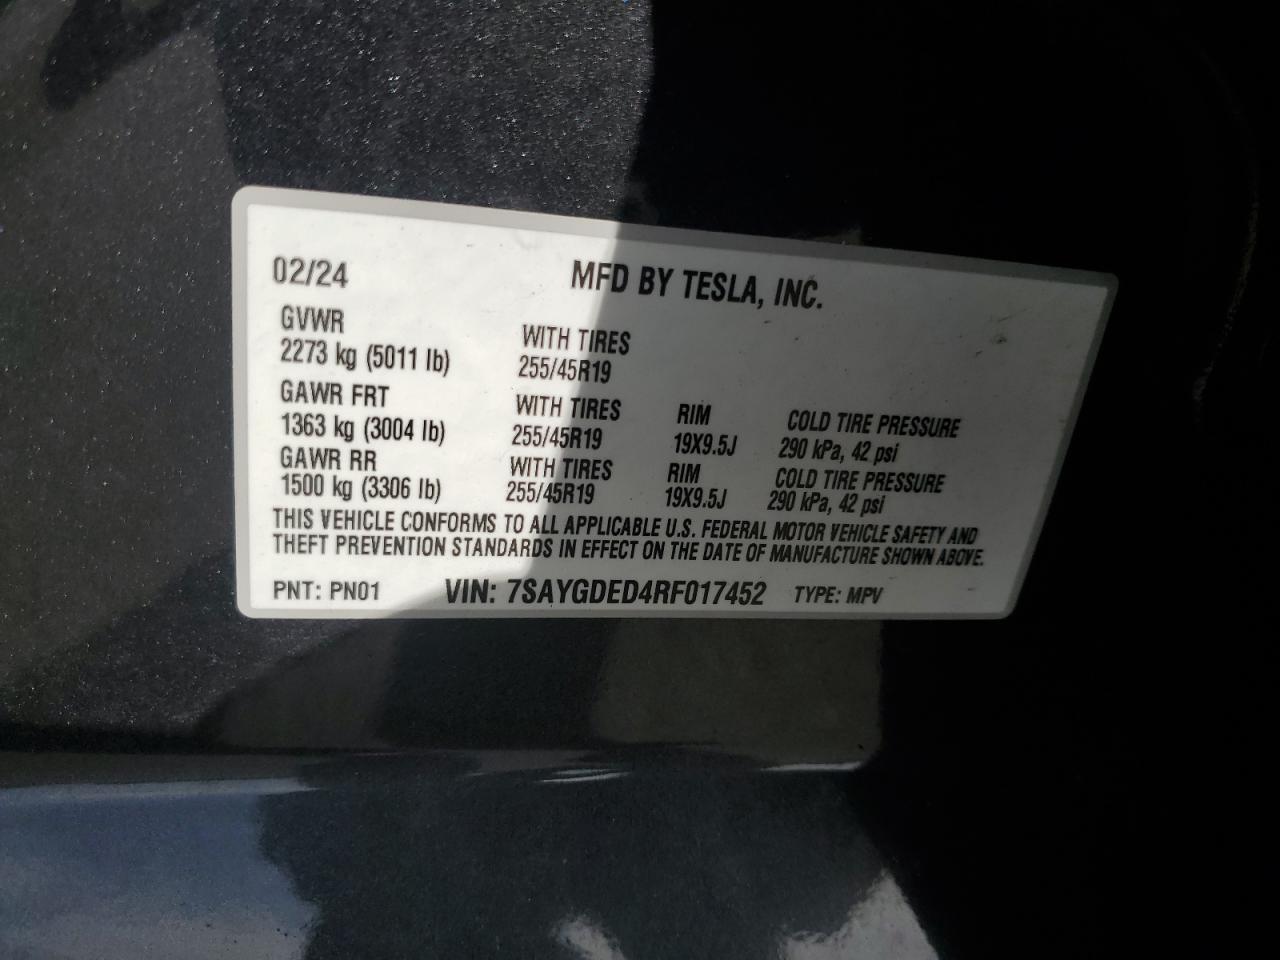 02/24 MFD BY TESLA, INC.
GVWR
2273 kg (5011 lb) WITH TIRES
255/45R19
GAWR FRT WITH TIRES RIM COLD TIRE PRESSURE
1363 kg (3004 lb) 255/45R19 19X9.5J 290 kPa, 42 psi
GAWR RR WITH TIRES RIM COLD TIRE PRESSURE
1500 kg (3306 lb) 255/45R19 19X9.5J 290 kPa, 42 psi
THIS VEHICLE CONFORMS TO ALL APPLICABLE U.S. FEDERAL MOTOR VEHICLE SAFETY AND
THEFT PREVENTION STANDARDS IN EFFECT ON THE DATE OF MANUFACTURE SHOWN ABOVE.
PNT: PN01 VIN: 7SAYGDED4RF017452 TYPE: MPV